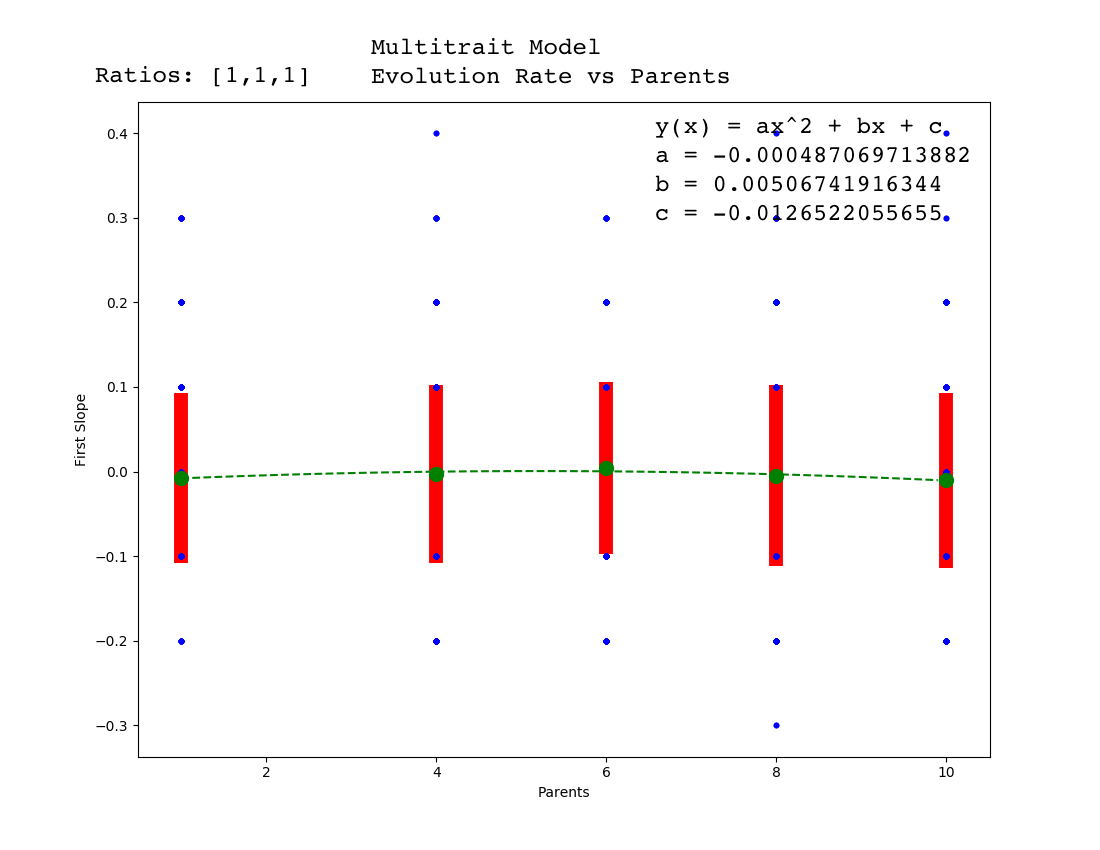 Multitrait Model
Ratios: [1,1,1]
Evolution Rate vs Parents
y(x) = ax^2 + bx + c
a = -0.000487069713882
b = 0.00506741916344
c = -0.0126522055655
0.4
0.3
0.2
0.1
0.0
−0.1
−0.2
−0.3
First Slope
2 4 6 8 10
Parents